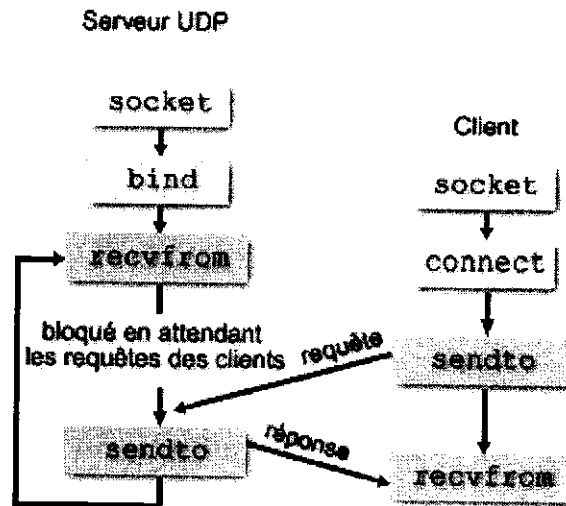 Serveur UDP
socket
bind
recvfrom
bloqué en attendant
les requêtes des clients
sendto
Client
socket
connect
sendto
recvfrom
requête
réponse